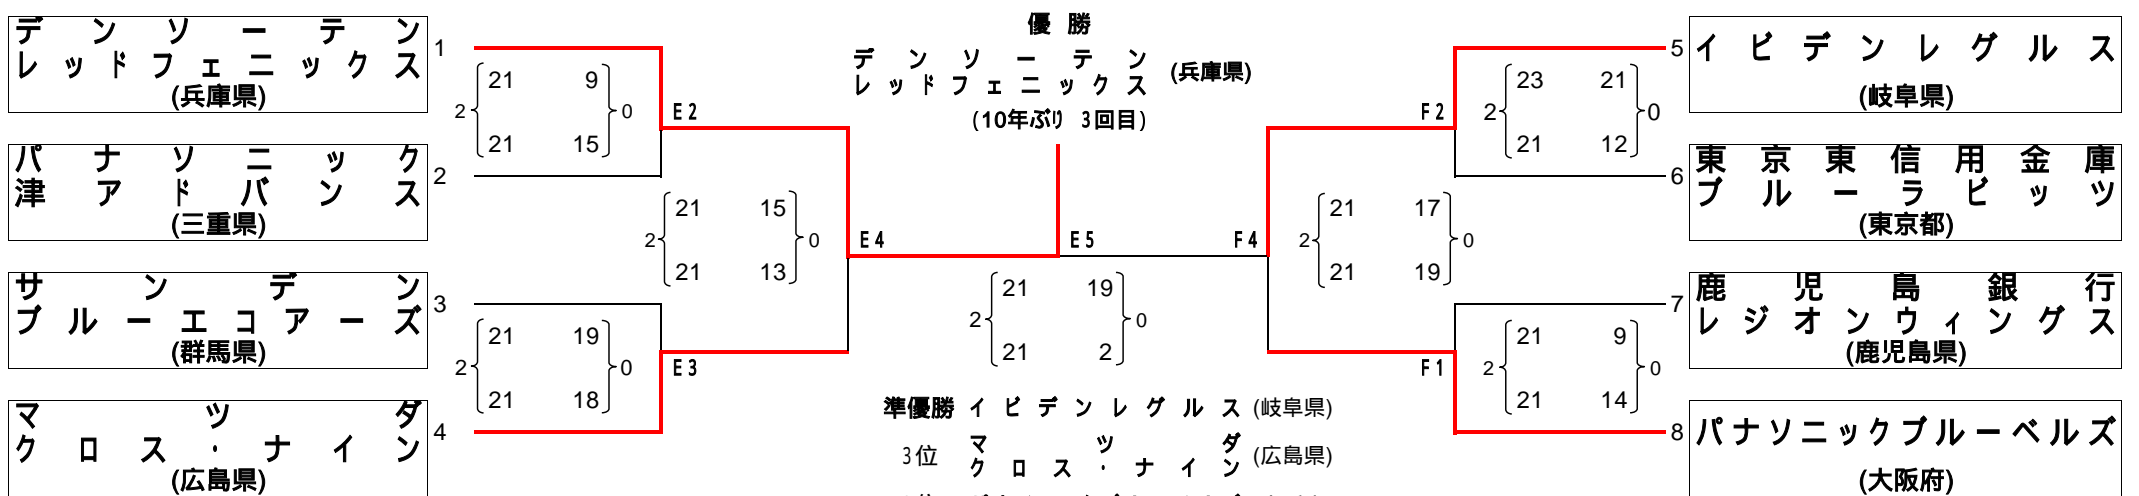 デンソーテン
レッドフェニックス
(兵庫県)
1
パナソニック
津アドバンス
(三重県)
2
サンデン
ブルーエコアーズ
(群馬県)
3
マツダ
クロス・ナイン
(広島県)
4
21 9
2 0
21 15
E2
21 19
2 0
21 18
E3
21 15
2 0
21 13
E4
優勝
デンソーテン
レッドフェニックス
(兵庫県)
(10年ぶり 3回目)
E5
21 19
2 0
21 2
準優勝 イビデンレグルス (岐阜県)
3位 マツダ
クロス・ナイン (広島県)
F4
21 17
2 0
21 19
F2
23 21
2 0
21 12
F1
21 9
2 0
21 14
5
イビデンレグルス
(岐阜県)
6
東京東信用金庫
ブルーラビッツ
(東京都)
7
鹿児島銀行
レジオンウィングス
(鹿児島県)
8
パナソニックブルーベルズ
(大阪府)